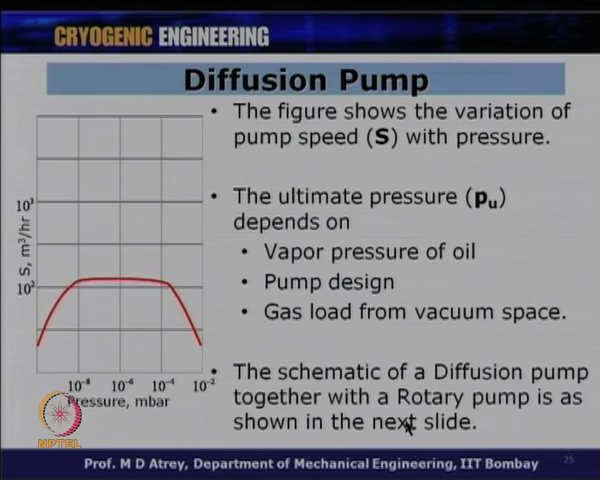 CRYOGENIC ENGINEERING
Diffusion Pump
• The figure shows the variation of
pump speed (S) with pressure.
• The ultimate pressure (pu)
depends on
• Vapor pressure of oil
• Pump design
• Gas load from vacuum space.
• The schematic of a Diffusion pump
together with a Rotary pump is as
shown in the next slide.
S, m³/hr
10³
10²
10⁻⁸ 10⁻⁶ 10⁻⁴ 10⁻²
Pressure, mbar
NPTEL
Prof. M D Atrey, Department of Mechanical Engineering, IIT Bombay
25